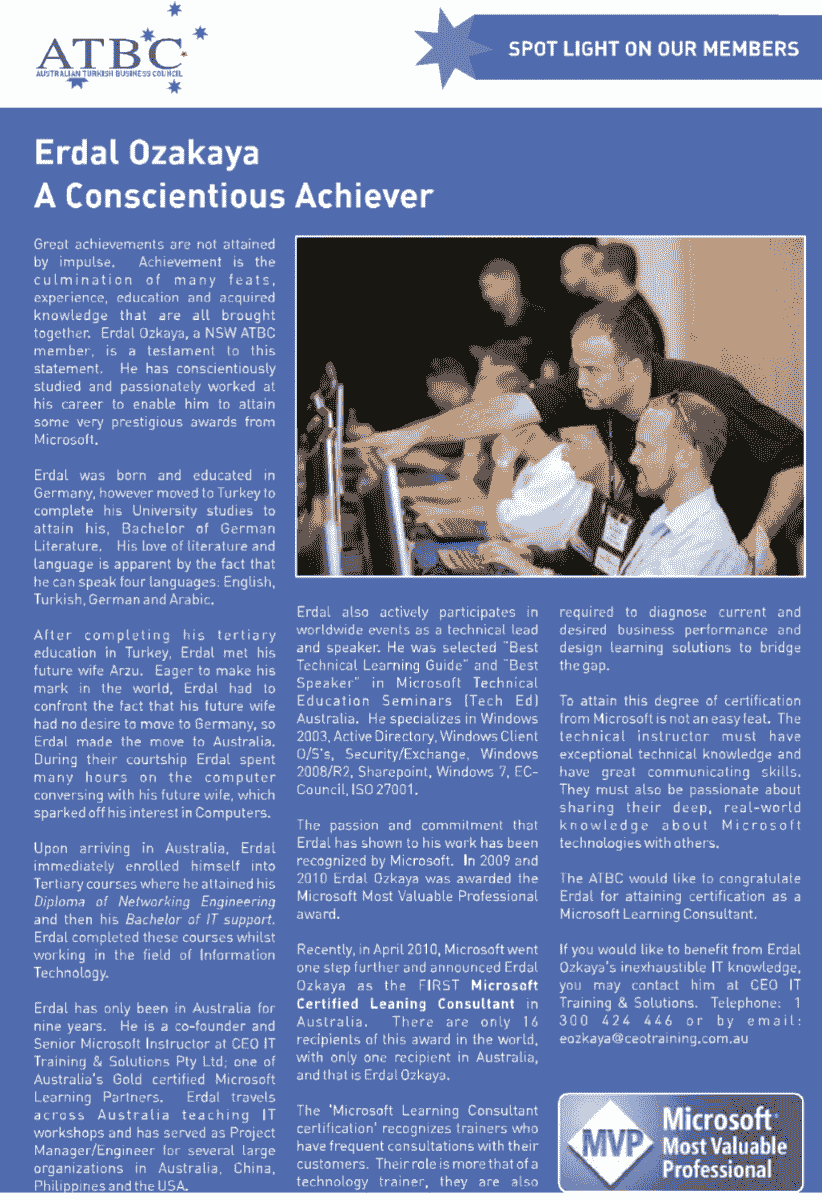 ATBC
AUSTRALIAN TURKISH BUSINESS COUNCIL
SPOT LIGHT ON OUR MEMBERS
Erdal Ozakaya
A Conscientious Achiever
Great achievements are not attained
by impulse. Achievement is the
culmination of many feats,
experience, education and acquired
knowledge that are all brought
together. Erdal Ozkaya, a NSW ATBC
member, is a testament to this
statement. He has conscientiously
studied and passionately worked at
his career to enable him to attain
some very prestigious awards from
Microsoft.
Erdal was born and educated in
Germany, however moved to Turkey to
complete his University studies to
attain his, Bachelor of German
Literature. His love of literature and
language is apparent by the fact that
he can speak four languages: English,
Turkish, German and Arabic.
After completing his tertiary
education in Turkey, Erdal met his
future wife Arzu. Eager to make his
mark in the world, Erdal had to
confront the fact that his future wife
had no desire to move to Germany, so
Erdal made the move to Australia.
During their courtship Erdal spent
many hours on the computer
conversing with his future wife, which
sparked off his interest in Computers.
Upon arriving in Australia, Erdal
immediately enrolled himself into
Tertiary courses where he attained his
Diploma of Networking Engineering
and then his Bachelor of IT support.
Erdal completed these courses whilst
working in the field of Information
Technology.
Erdal has only been in Australia for
nine years. He is a co-founder and
Senior Microsoft Instructor at CEO IT
Training & Solutions Pty Ltd; one of
Australia's Gold certified Microsoft
Learning Partners. Erdal travels
across Australia teaching IT
workshops and has served as Project
Manager/Engineer for several large
organizations in Australia, China,
Philippines and the USA.
Erdal also actively participates in
worldwide events as a technical lead
and speaker. He was selected "Best
Technical Learning Guide" and "Best
Speaker" in Microsoft Technical
Education Seminars (Tech Ed)
Australia. He specializes in Windows
2003, Active Directory, Windows Client
O/S's, Security/Exchange, Windows
2008/R2, Sharepoint, Windows 7, EC-
Council, ISO 27001.
The passion and commitment that
Erdal has shown to his work has been
recognized by Microsoft. In 2009 and
2010 Erdal Ozkaya was awarded the
Microsoft Most Valuable Professional
award.
Recently, in April 2010, Microsoft went
one step further and announced Erdal
Ozkaya as the FIRST Microsoft
Certified Leaning Consultant in
Australia. There are only 16
recipients of this award in the world,
with only one recipient in Australia,
and that is Erdal Ozkaya.
The 'Microsoft Learning Consultant
certification' recognizes trainers who
have frequent consultations with their
customers. Their role is more that of a
technology trainer, they are also
required to diagnose current and
desired business performance and
design learning solutions to bridge
the gap.
To attain this degree of certification
from Microsoft is not an easy feat. The
technical instructor must have
exceptional technical knowledge and
have great communicating skills.
They must also be passionate about
sharing their deep, real-world
knowledge about Microsoft
technologies with others.
The ATBC would like to congratulate
Erdal for attaining certification as a
Microsoft Learning Consultant.
If you would like to benefit from Erdal
Ozkaya's inexhaustible IT knowledge,
you may contact him at CEO IT
Training & Solutions. Telephone: 1
300 424 446 or by email:
eozkaya@ceotraining.com.au
MVP
Microsoft
Most Valuable
Professional